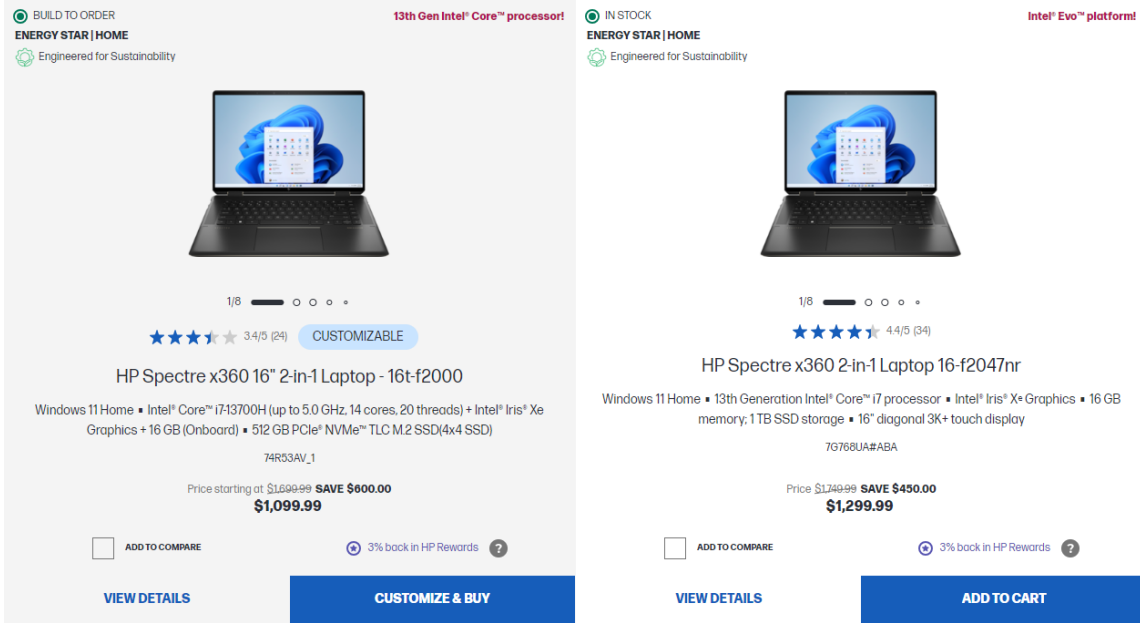 BUILD TO ORDER
13th Gen Intel® Core™ processor!
ENERGY STAR | HOME
Engineered for Sustainability
1/8
3.4/5 (24)
CUSTOMIZABLE
HP Spectre x360 16" 2-in-1 Laptop - 16t-f2000
Windows 11 Home ▪ Intel® Core™ i7-13700H (up to 5.0 GHz, 14 cores, 20 threads) + Intel® Iris® Xe
Graphics + 16 GB (Onboard) ▪ 512 GB PCIe® NVMe™ TLC M.2 SSD(4x4 SSD)
74R53AV_1
Price starting at $1,699.99 SAVE $600.00
$1,099.99
ADD TO COMPARE
3% back in HP Rewards ?
VIEW DETAILS
CUSTOMIZE & BUY
IN STOCK
Intel® Evo™ platform!
ENERGY STAR | HOME
Engineered for Sustainability
1/8
4.4/5 (34)
HP Spectre x360 2-in-1 Laptop 16-f2047nr
Windows 11 Home ▪ 13th Generation Intel® Core™ i7 processor ▪ Intel® Iris® Xᵉ Graphics ▪ 16 GB
memory; 1 TB SSD storage ▪ 16" diagonal 3K+ touch display
7G768UA#ABA
Price $1,749.99 SAVE $450.00
$1,299.99
ADD TO COMPARE
3% back in HP Rewards ?
VIEW DETAILS
ADD TO CART